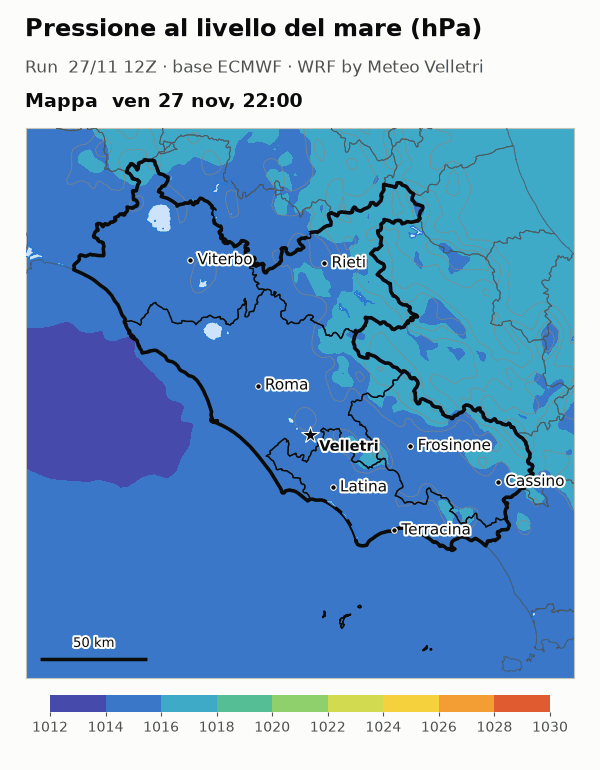 Pressione al livello del mare (hPa)
Run  27/11 12Z · base ECMWF · WRF by Meteo Velletri
Mappa  ven 27 nov, 22:00
Viterbo
Rieti
Roma
Velletri
Frosinone
Cassino
Latina
Terracina
50 km
1012 1014 1016 1018 1020 1022 1024 1026 1028 1030